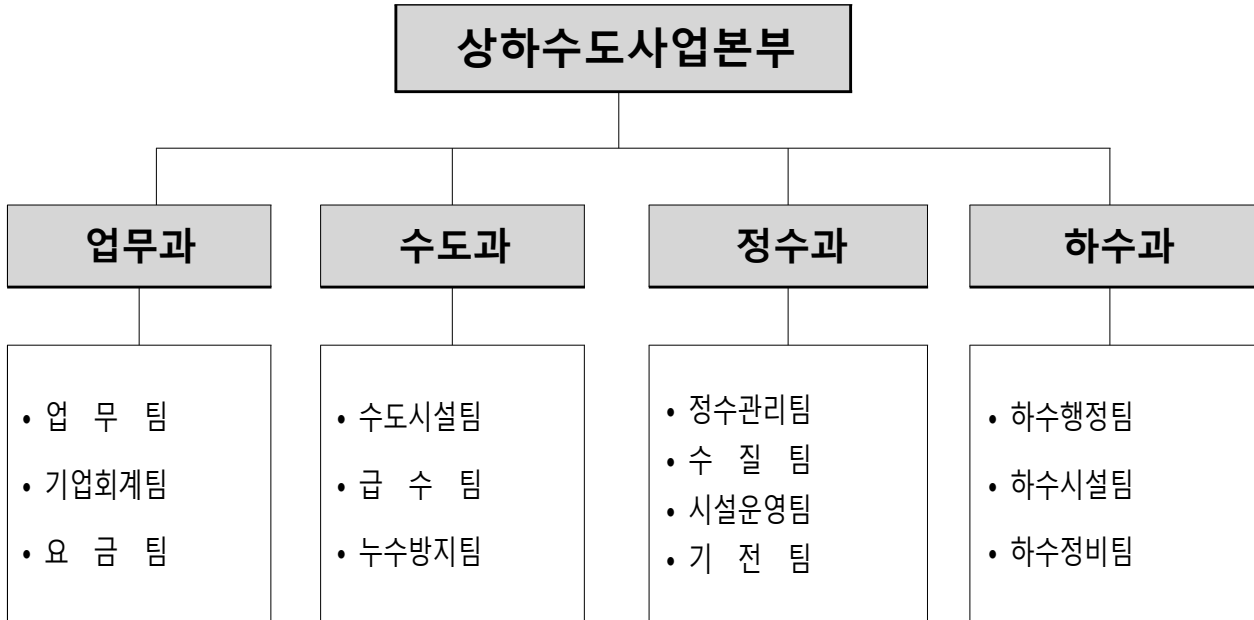 상하수도사업본부
업무과
수도과
정수과
하수과
• 업 무 팀
• 기업회계팀
• 요 금 팀
• 수도시설팀
• 급 수 팀
• 누수방지팀
• 정수관리팀
• 수 질 팀
• 시설운영팀
• 기 전 팀
• 하수행정팀
• 하수시설팀
• 하수정비팀